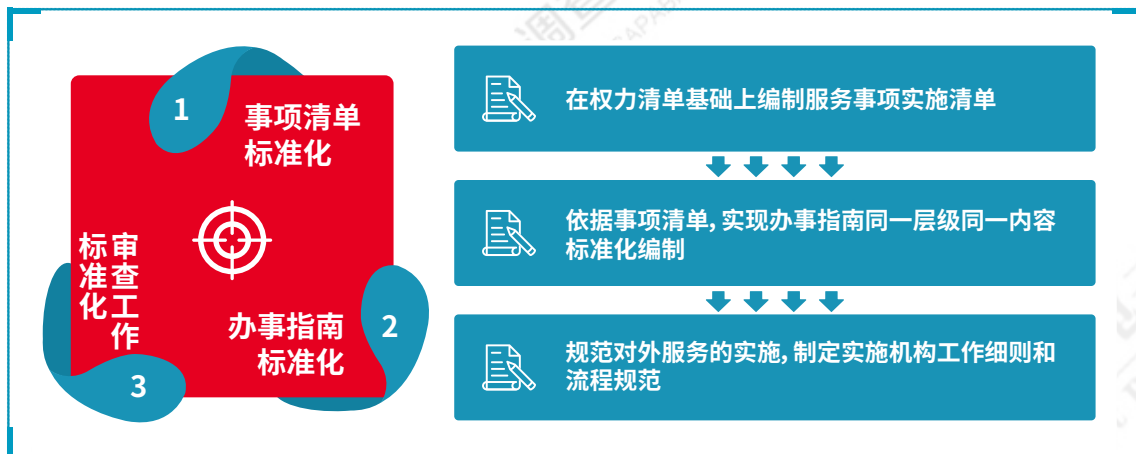 1
事项清单
标准化
审查工作
标准化
办事指南
标准化
2
3
在权力清单基础上编制服务事项实施清单
依据事项清单,实现办事指南同一层级同一内容
标准化编制
规范对外服务的实施,制定实施机构工作细则和
流程规范